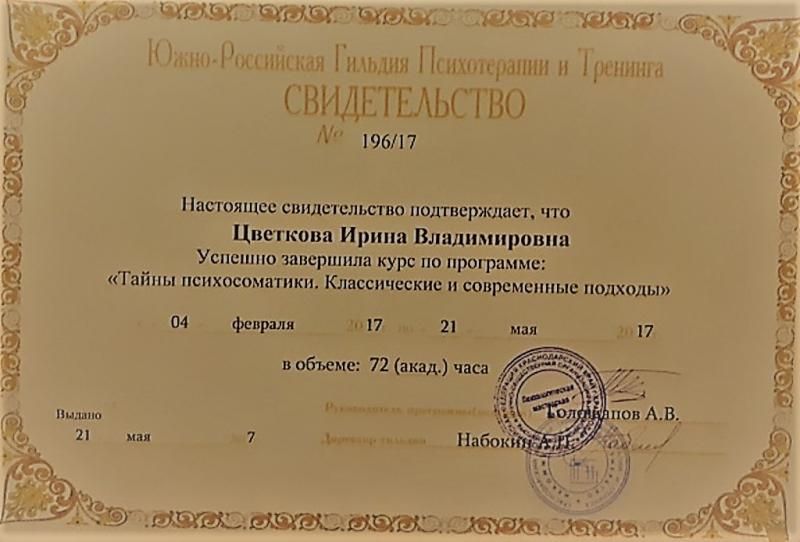 Южно-Российская Гильдия Психотерапии и Тренинга
СВИДЕТЕЛЬСТВО
№ 196/17
Настоящее свидетельство подтверждает, что
Цветкова Ирина Владимировна
Успешно завершила курс по программе:
«Тайны психосоматики. Классические и современные подходы»
04 февраля 2017 по 21 мая 2017
в объеме: 72 (акад.) часа
Выдано
Руководитель программы
А.В.
21 мая 7
Директор гильдии
Набокин А.П.
Психологическая
мастерская